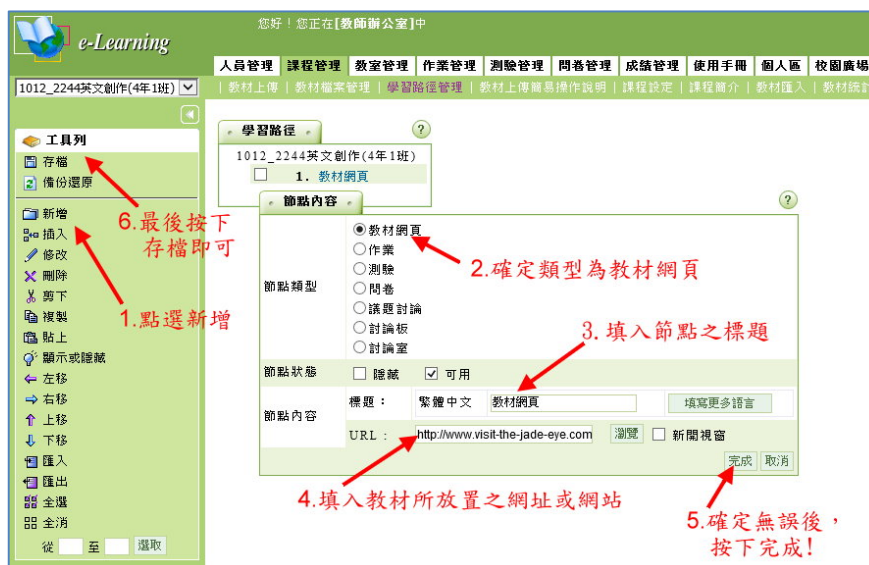 e-Learning
您好！您正在[教師辦公室]中
人員管理 課程管理 教室管理 作業管理 測驗管理 問卷管理 成績管理 使用手冊 個人區 校園廣場
1012_2244英文創作(4年1班)
| 教材上傳 | 教材檔案管理 | 學習路徑管理 | 教材上傳簡易操作說明 | 課程設定 | 課程簡介 | 教材匯入 | 教材統計
工具列
存檔
備份還原
新增
插入
修改
刪除
剪下
複製
貼上
顯示或隱藏
左移
右移
上移
下移
匯入
匯出
全選
全消
從 至 選取
學習路徑
?
1012_2244英文創作(4年1班)
1. 教材網頁
節點內容
?
節點類型
教材網頁
作業
測驗
問卷
議題討論
討論板
討論室
節點狀態
隱藏 可用
節點內容
標題： 繁體中文 教材網頁 填寫更多語言
URL： http://www.visit-the-jade-eye.com 瀏覽 新開視窗
完成 取消
1.點選新增
2.確定類型為教材網頁
3.填入節點之標題
4.填入教材所放置之網址或網站
5.確定無誤後，
按下完成!
6.最後按下
存檔即可